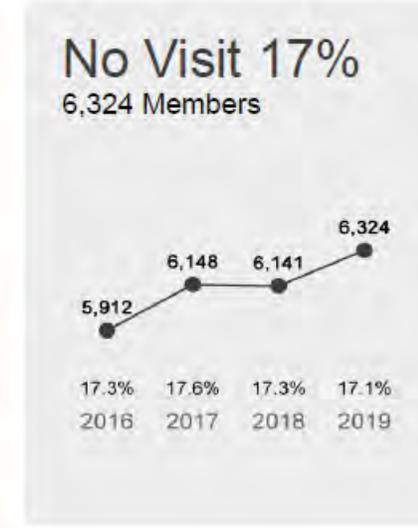 No Visit 17%
6,324 Members
6,324
6,148 6,141
5,912
17.3% 17.6% 17.3% 17.1%
2016 2017 2018 2019